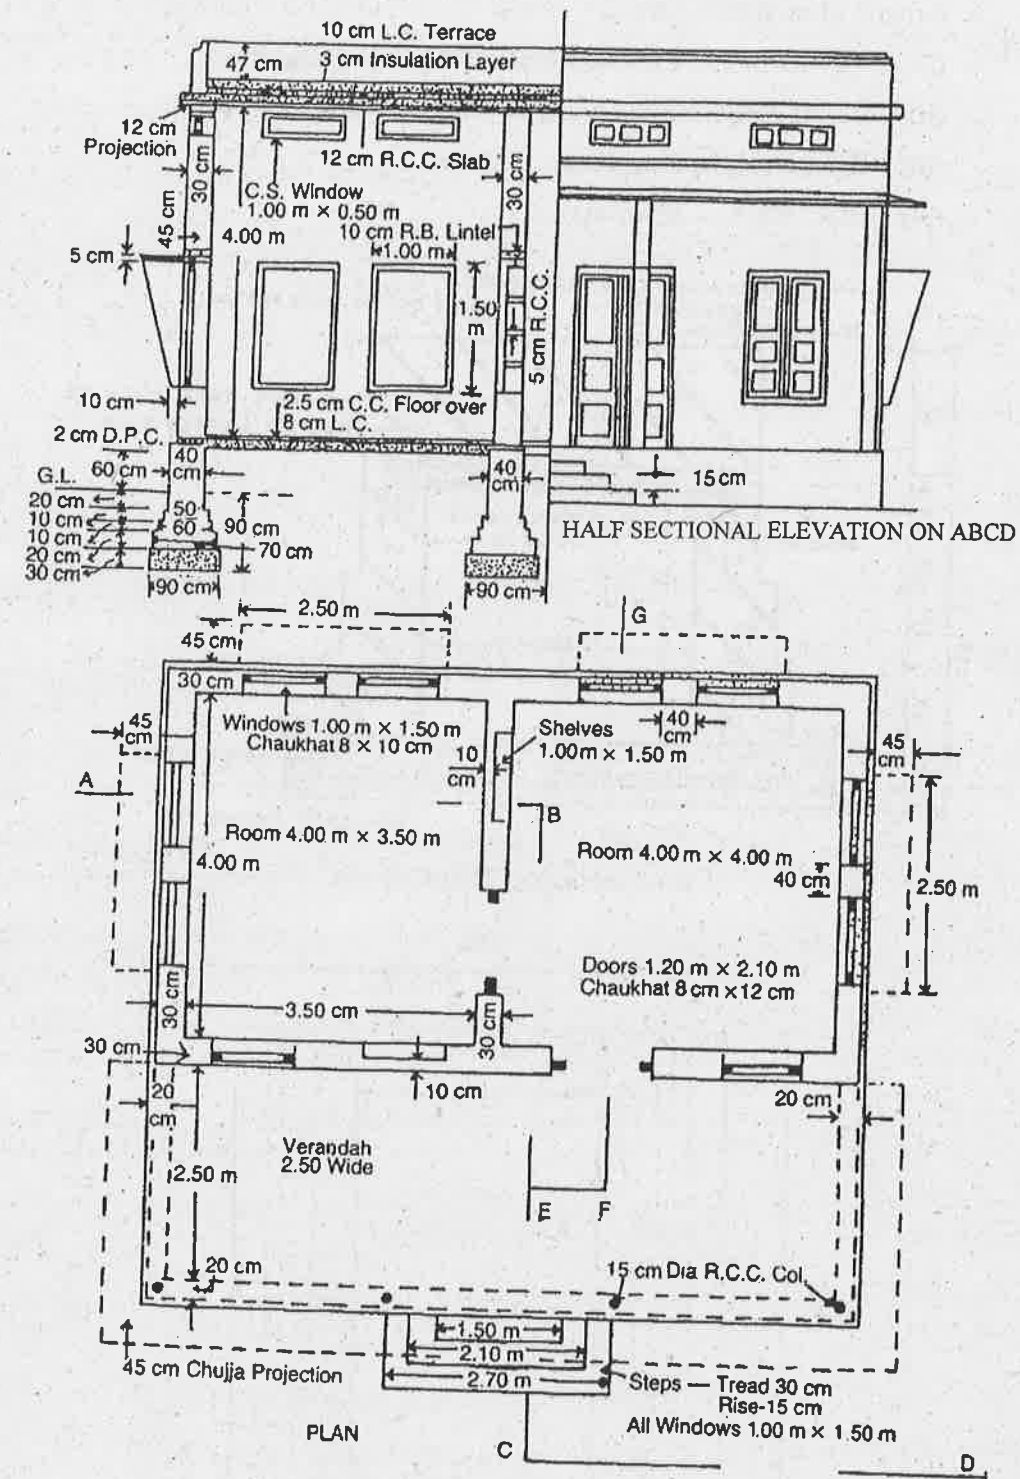 10 cm L.C. Terrace
47 cm
3 cm Insulation Layer
12 cm
Projection
12 cm R.C.C. Slab
30 cm
30 cm
C.S. Window
1.00 m × 0.50 m
45 cm
4.00 m
10 cm R.B. Lintel
1.00 m
5 cm
1.50
m
5 cm R.C.C.
10 cm
2.5 cm C.C. Floor over
8 cm L. C.
2 cm D.P.C.
60 cm
40
cm
40
cm
15 cm
G.L.
20 cm
10 cm
10 cm
20 cm
30 cm
50
60
90 cm
70 cm
90 cm
90 cm
HALF SECTIONAL ELEVATION ON ABCD
2.50 m
G
45 cm
30 cm
Windows 1.00 m × 1.50 m
Chaukhat 8 × 10 cm
40
cm
Shelves
1.00m × 1.50 m
45
cm
45
cm
10
cm
A
B
Room 4.00 m × 3.50 m
4.00 m
Room 4.00 m × 4.00 m
40 cm
2.50 m
Doors 1.20 m × 2.10 m
Chaukhat 8 cm × 12 cm
30 cm
3.50 cm
30 cm
30 cm
10 cm
20
cm
20 cm
Verandah
2.50 Wide
2.50 m
E
F
20 cm
15 cm Dia R.C.C. Col.
1.50 m
2.10 m
2.70 m
45 cm Chujja Projection
Steps — Tread 30 cm
Rise-15 cm
All Windows 1.00 m × 1.50 m
PLAN
C
D